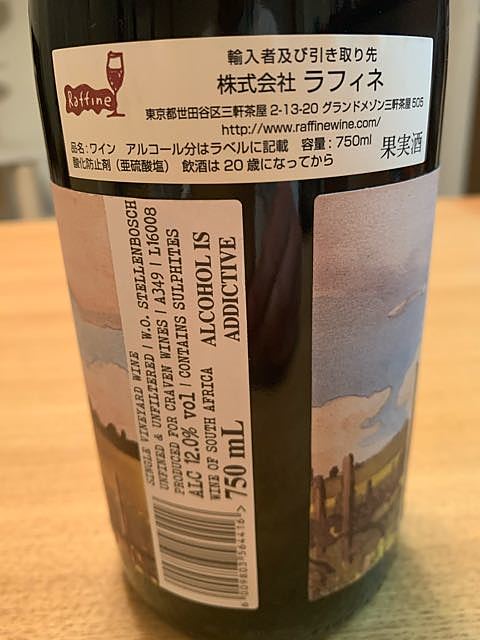 Raffine
輸入者及び引き取り先
株式会社 ラフィネ
東京都世田谷区三軒茶屋 2-13-20 グランドメゾン三軒茶屋 505
http://www.raffinewine.com/
品名:ワイン アルコール分はラベルに記載 容量:750ml
酸化防止剤(亜硫酸塩) 飲酒は20歳になってから
果実酒
SINGLE VINEYARD WINE
UNFINED & UNFILTERED | W.O. STELLENBOSCH
PRODUCED FOR CRAVEN WINES | A349 | L16008
ALC 12.0% vol | CONTAINS SULPHITES
WINE OF SOUTH AFRICA
750 mL
ALCOHOL IS
ADDICTIVE
6009803564416>